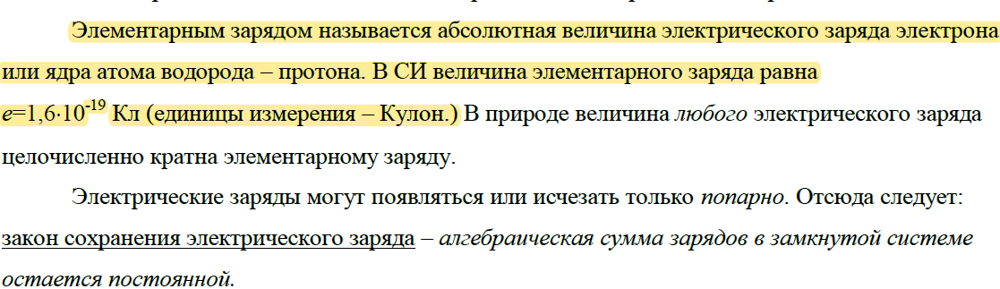 Элементарным зарядом называется абсолютная величина электрического заряда электрона
или ядра атома водорода – протона. В СИ величина элементарного заряда равна
e=1,6·10⁻¹⁹ Кл (единицы измерения – Кулон.) В природе величина любого электрического заряда
целочисленно кратна элементарному заряду.
Электрические заряды могут появляться или исчезать только попарно. Отсюда следует:
закон сохранения электрического заряда – алгебраическая сумма зарядов в замкнутой системе
остается постоянной.